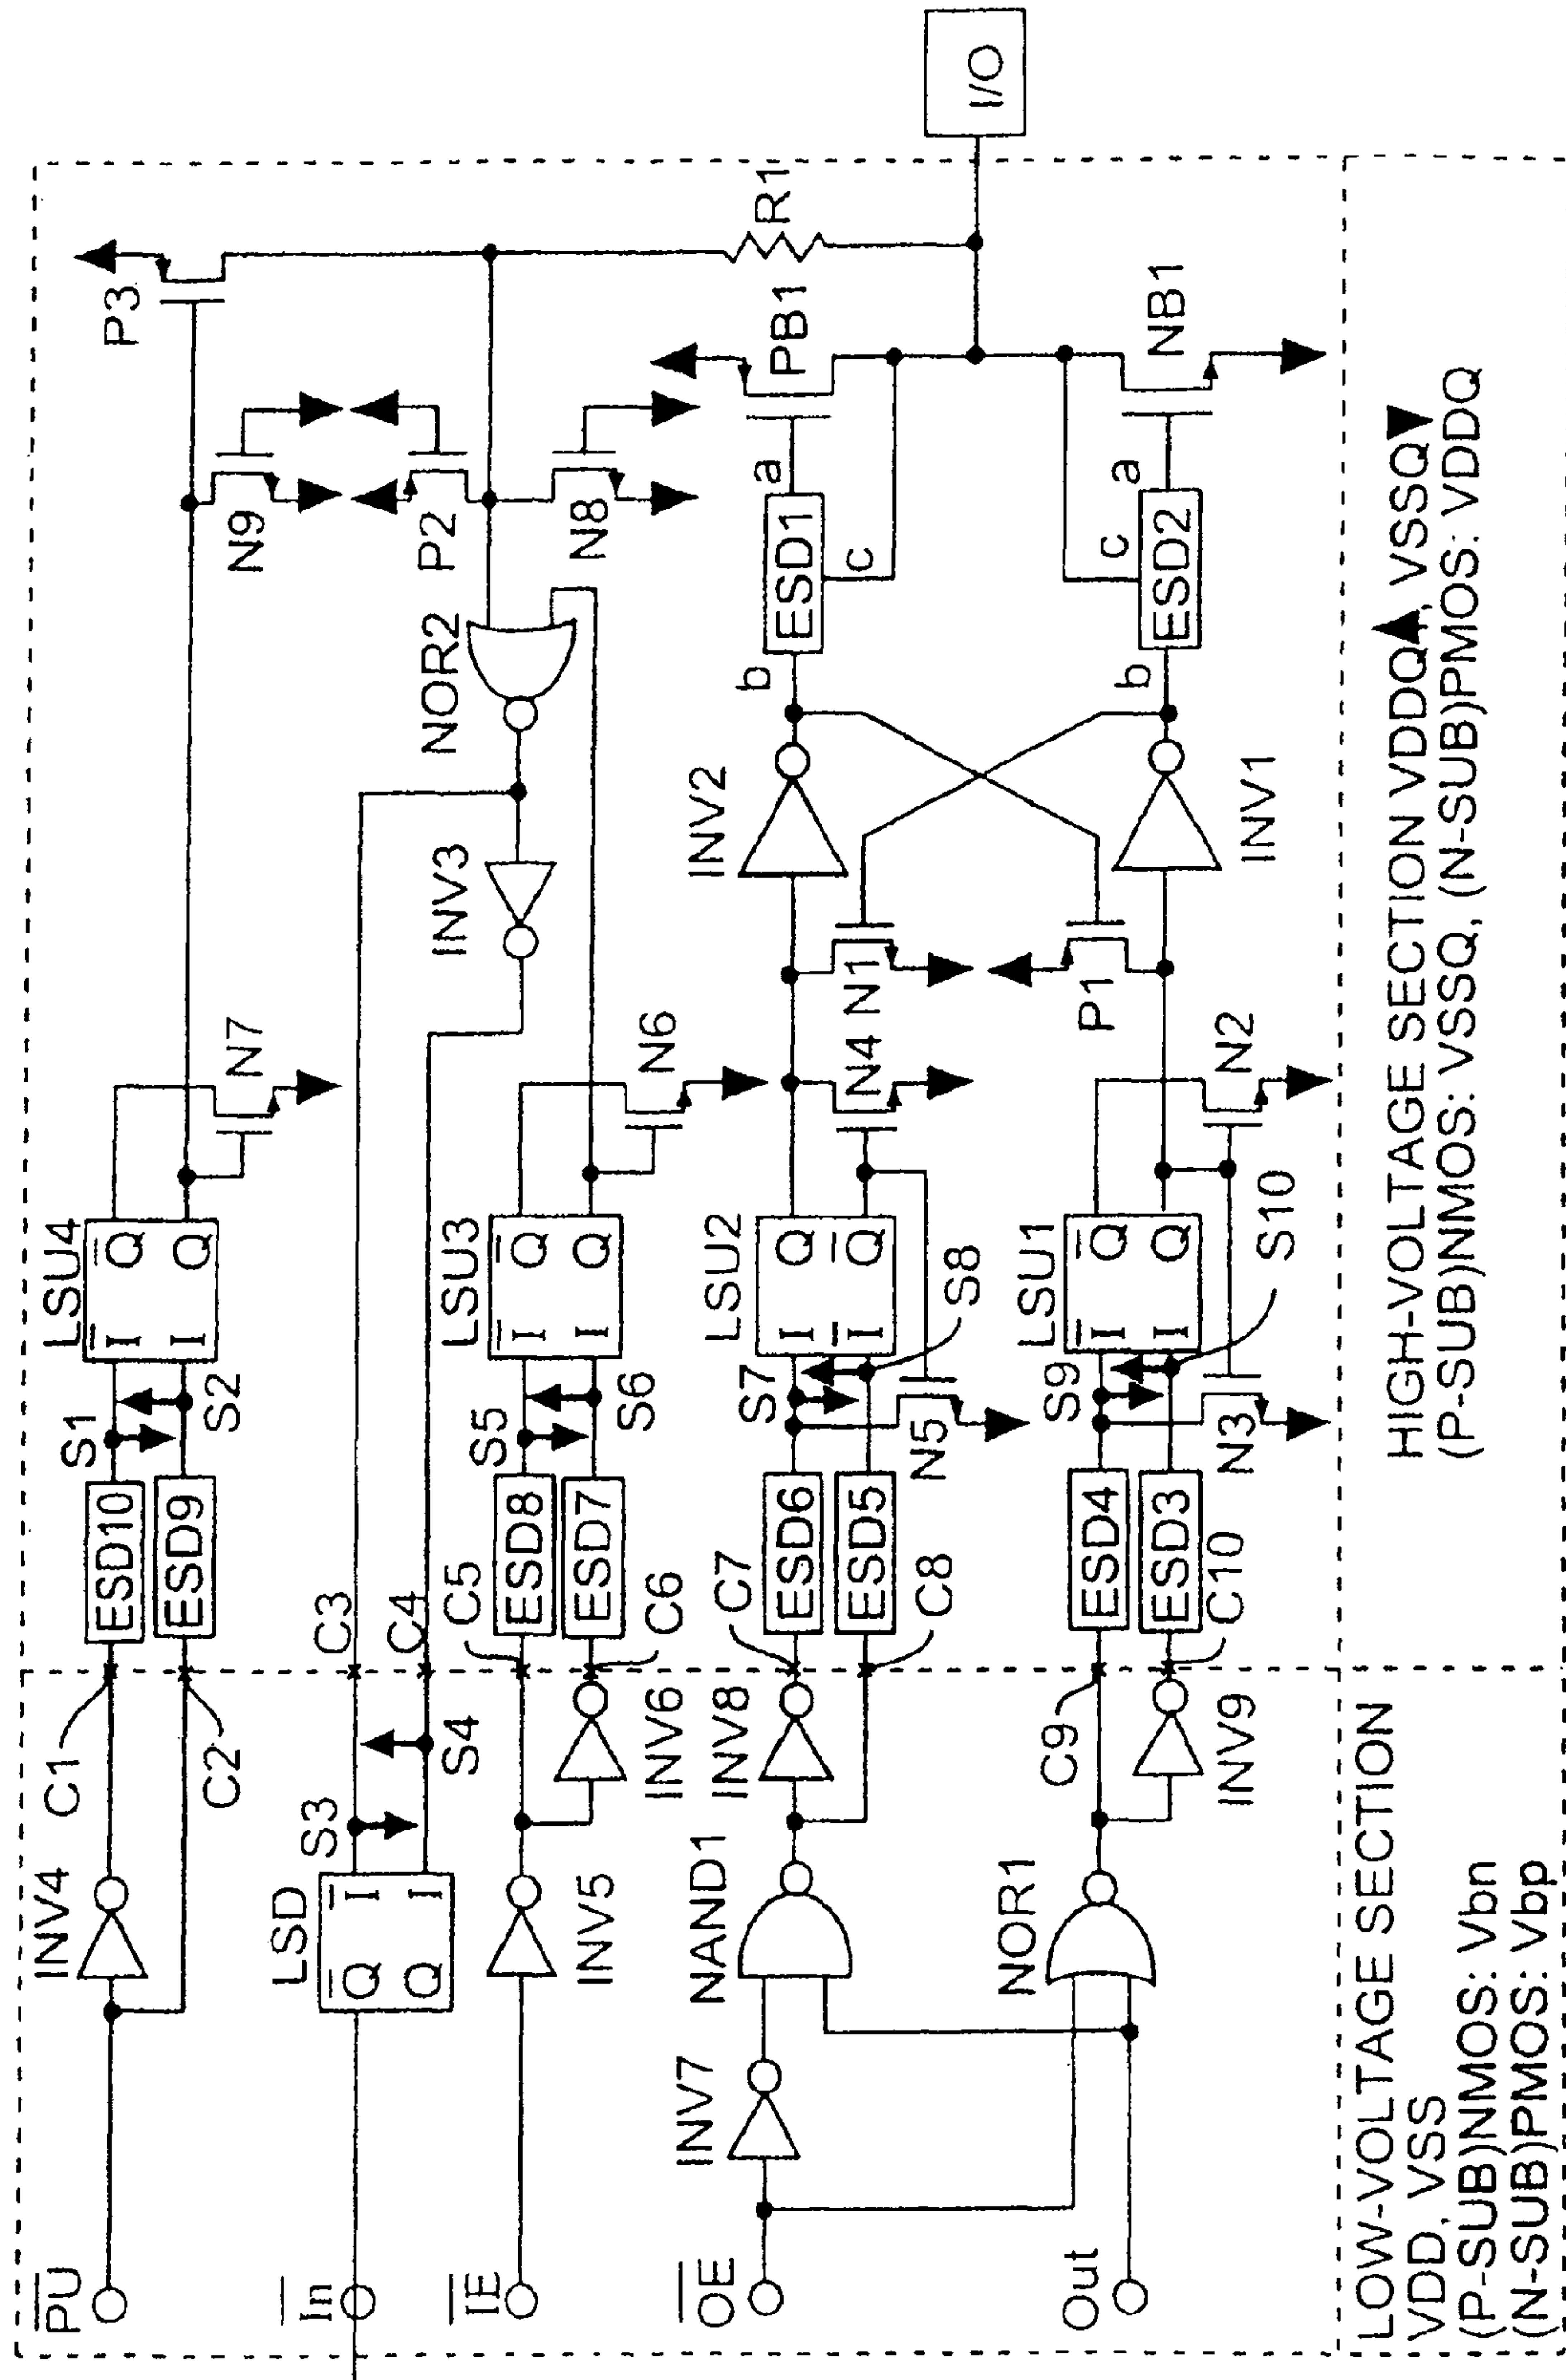 P̅U̅
INV4
C1
C2
S1
ESD10
ESD9
S2
LSU4
I̅ Q̅
I Q
N7
N9
P3
I̅n̅
LSD
Q̅ I̅
Q I
S3
S4
C3
C4
INV3
NOR2
P2
N8
I̅E̅
INV5
INV6
C5
C6
ESD8
ESD7
S5
S6
LSU3
I̅ Q̅
I Q
N6
R1
O̅E̅
INV7
NAND1
INV8
C7
C8
ESD6
ESD5
S7
S8
N5
LSU2
I Q
I̅ Q̅
N4
N1
INV2
b
ESD1
a
c
PB1
I/O
Out
NOR1
C9
INV9
C10
ESD4
ESD3
S9
S10
N3
LSU1
I̅ Q̅
I Q
N2
P1
INV1
b
ESD2
a
c
NB1
LOW-VOLTAGE SECTION
VDD, VSS
(P-SUB)NMOS: Vbn
(N-SUB)PMOS: Vbp
HIGH-VOLTAGE SECTION VDDQ▲, VSSQ▼
(P-SUB)NMOS: VSSQ, (N-SUB)PMOS: VDDQ